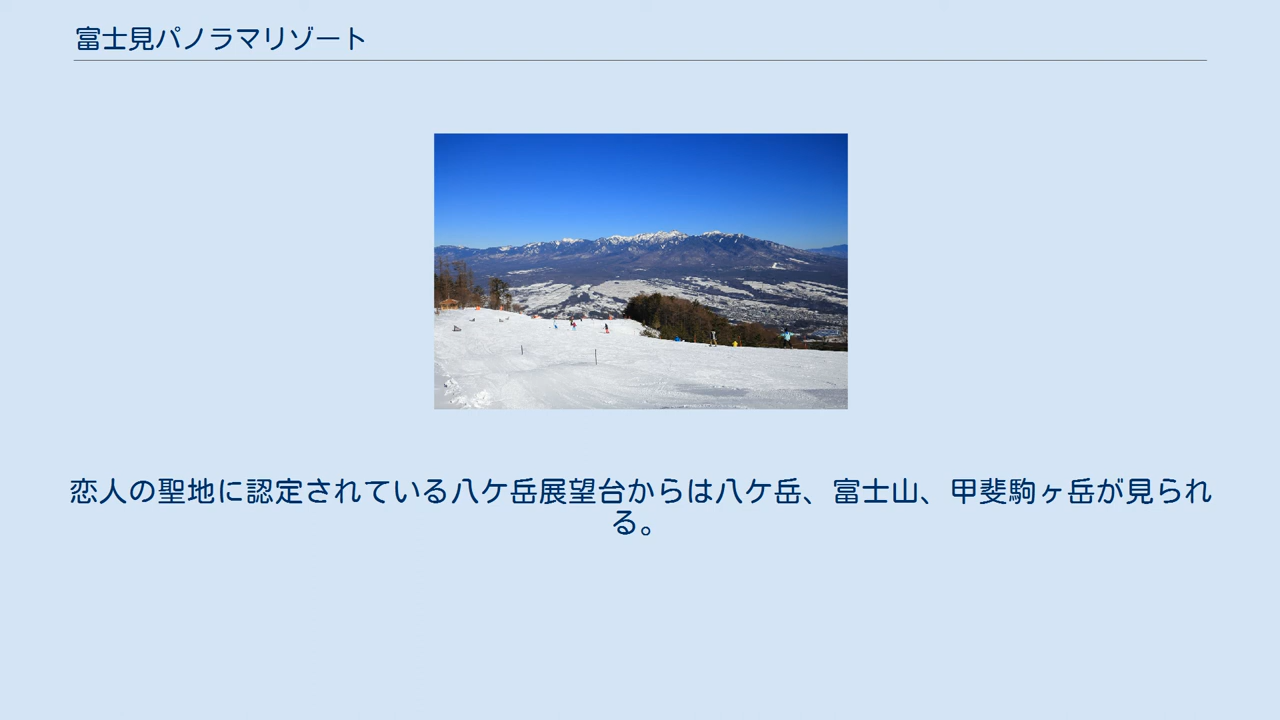 富士見パノラマリゾート
恋人の聖地に認定されている八ケ岳展望台からは八ケ岳、富士山、甲斐駒ヶ岳が見られ
る。